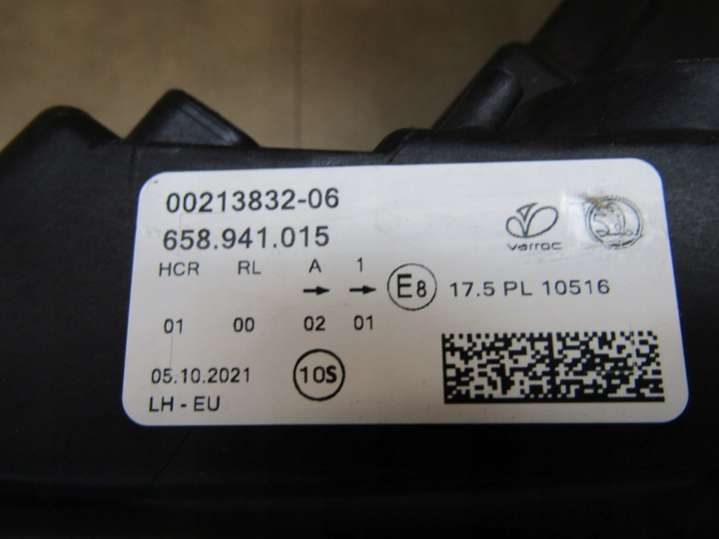 00213832-06
658.941.015
varroc
HCR RL A 1
E8 17.5 PL 10516
01 00 02 01
05.10.2021 10S
LH - EU